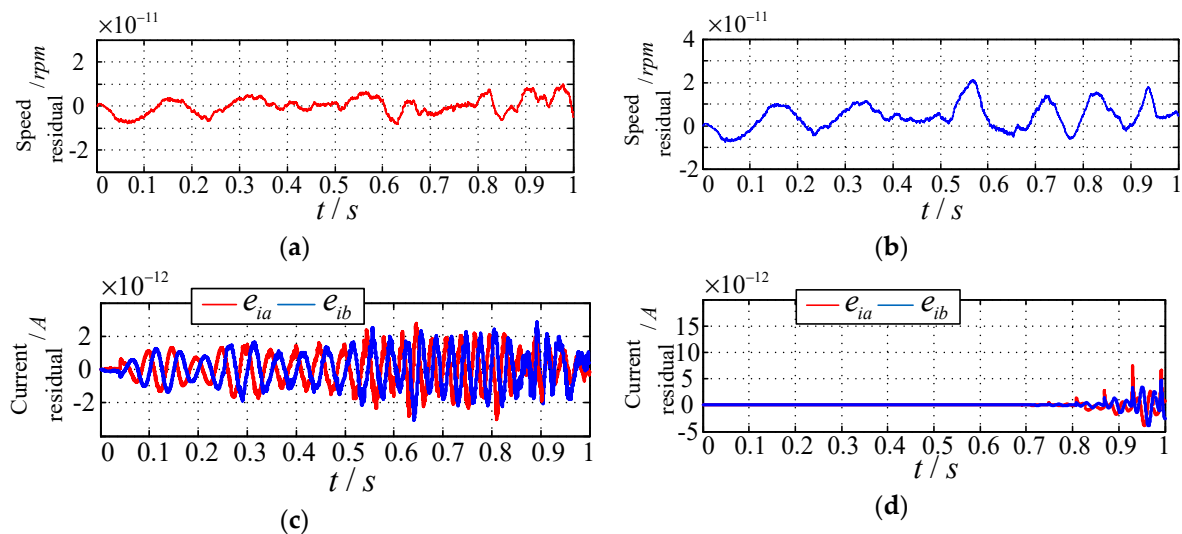 ×10⁻¹¹
Speed / rpm
residual
2
0
-2
0 0.1 0.2 0.3 0.4 0.5 0.6 0.7 0.8 0.9 1
t / s
(a)
×10⁻¹¹
Speed / rpm
residual
4
2
0
-2
0 0.1 0.2 0.3 0.4 0.5 0.6 0.7 0.8 0.9 1
t / s
(b)
×10⁻¹²
e_ia e_ib
Current / A
residual
2
0
-2
0 0.1 0.2 0.3 0.4 0.5 0.6 0.7 0.8 0.9 1
t / s
(c)
×10⁻¹²
e_ia e_ib
Current / A
residual
15
10
5
0
-5
0 0.1 0.2 0.3 0.4 0.5 0.6 0.7 0.8 0.9 1
t / s
(d)